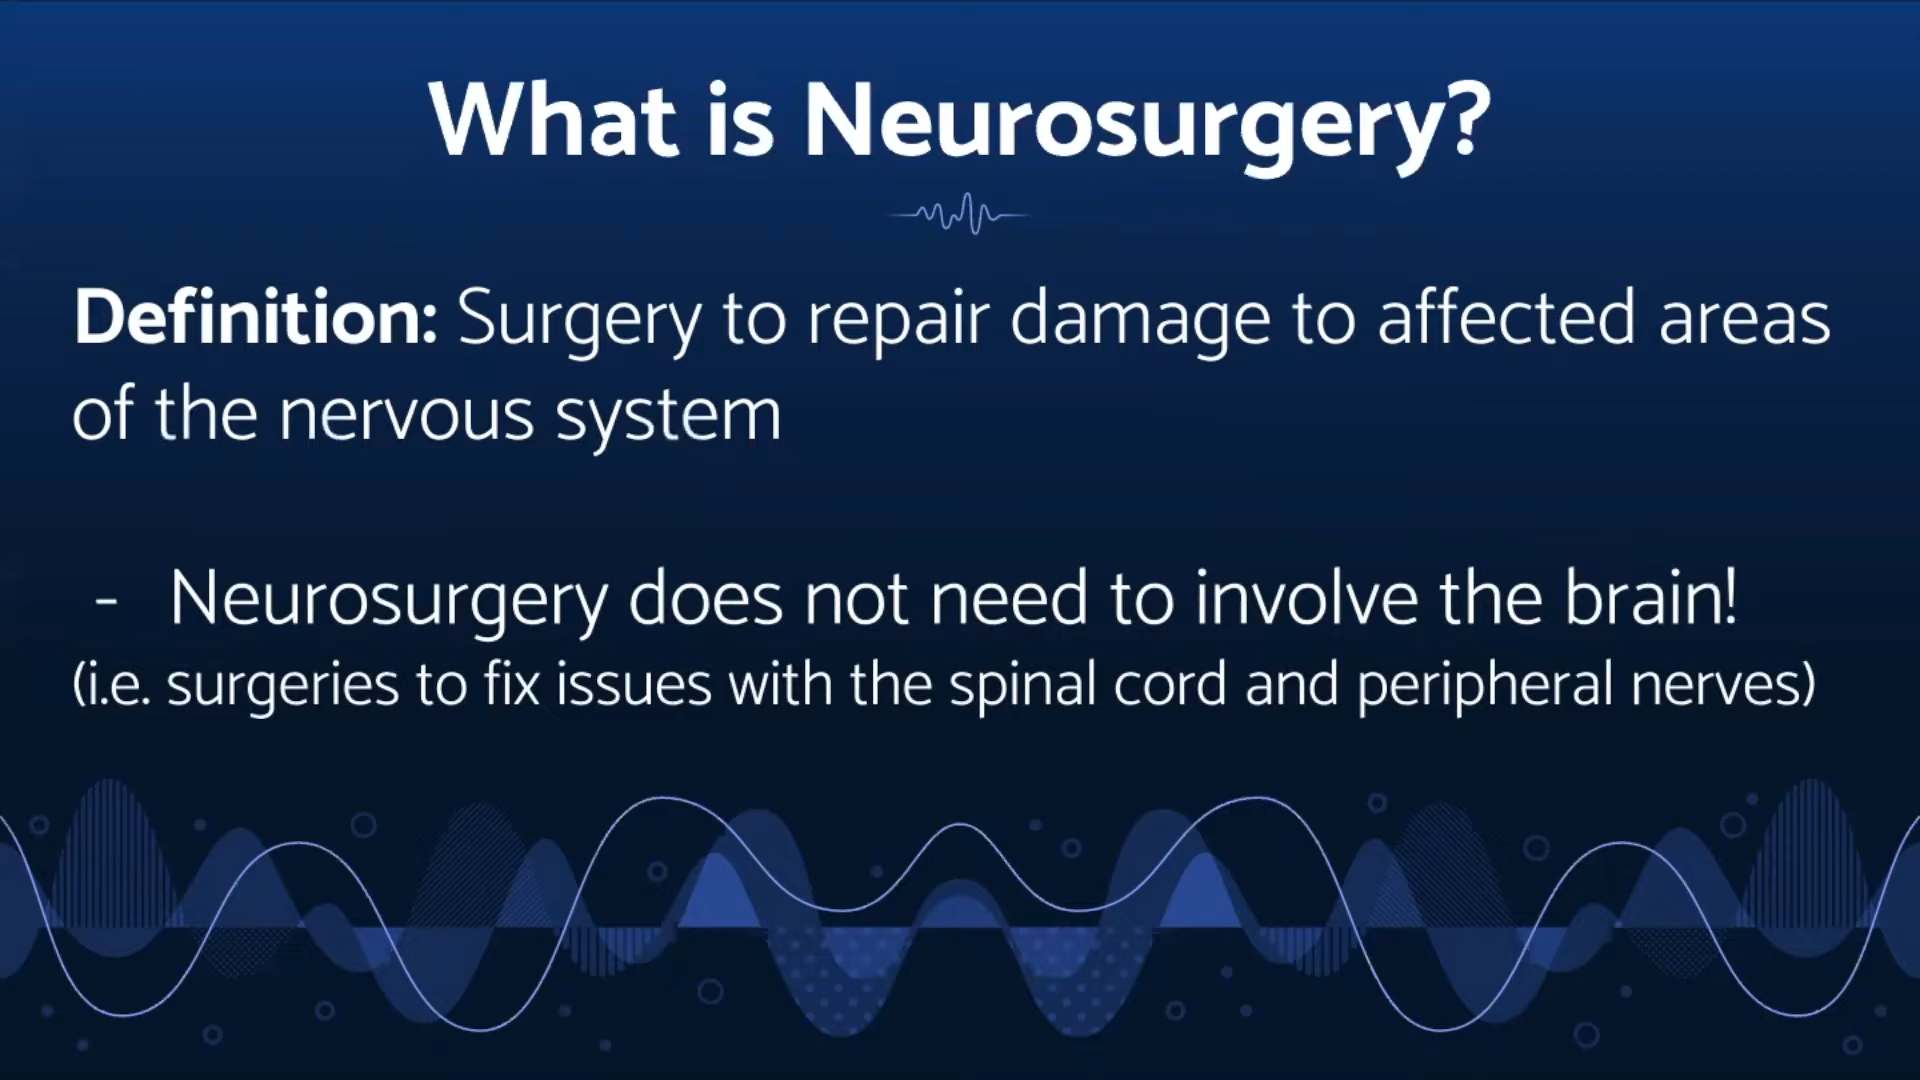 What is Neurosurgery?
Definition: Surgery to repair damage to affected areas
of the nervous system
- Neurosurgery does not need to involve the brain!
(i.e. surgeries to fix issues with the spinal cord and peripheral nerves)